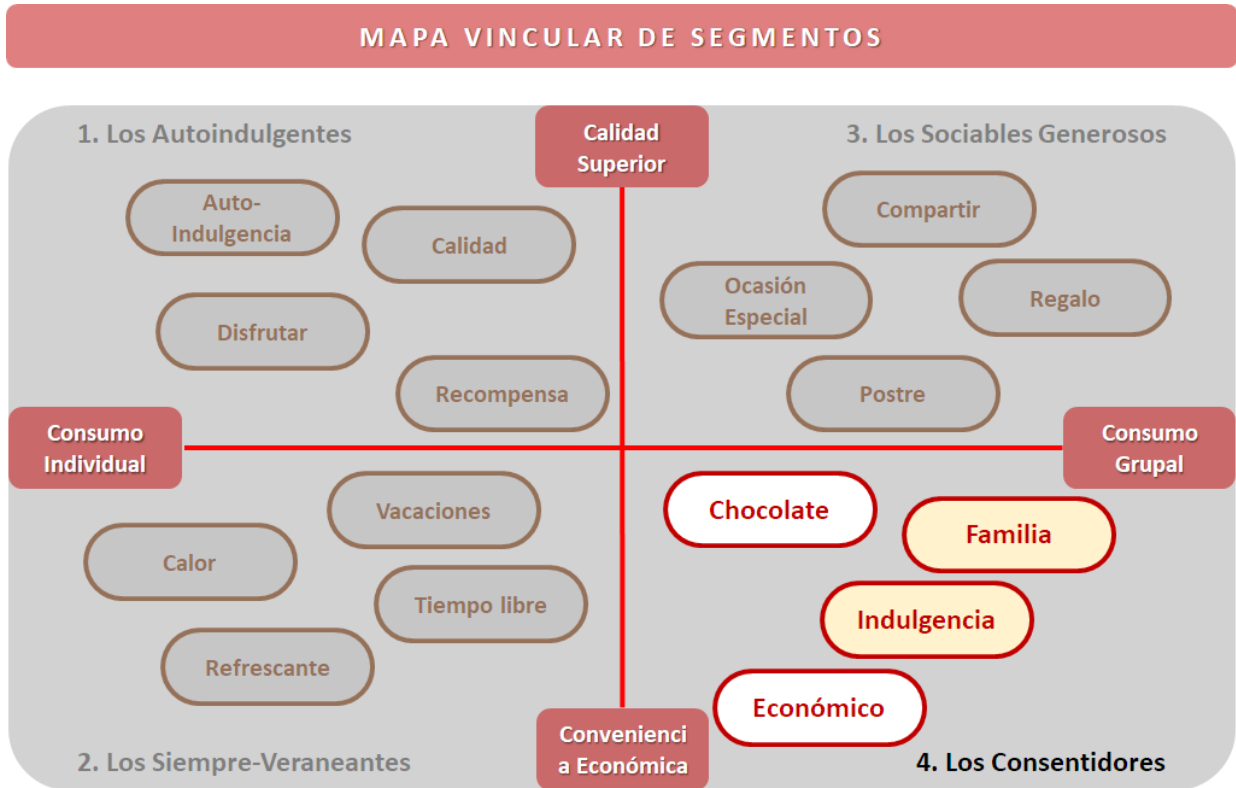 MAPA VINCULAR DE SEGMENTOS
1. Los Autoindulgentes
Calidad
Superior
3. Los Sociables Generosos
Auto-
Indulgencia
Calidad
Disfrutar
Recompensa
Compartir
Ocasión
Especial
Regalo
Postre
Consumo
Individual
Consumo
Grupal
Vacaciones
Calor
Tiempo libre
Refrescante
Chocolate
Familia
Indulgencia
Económico
2. Los Siempre-Veraneantes
Convenienci
a Económica
4. Los Consentidores